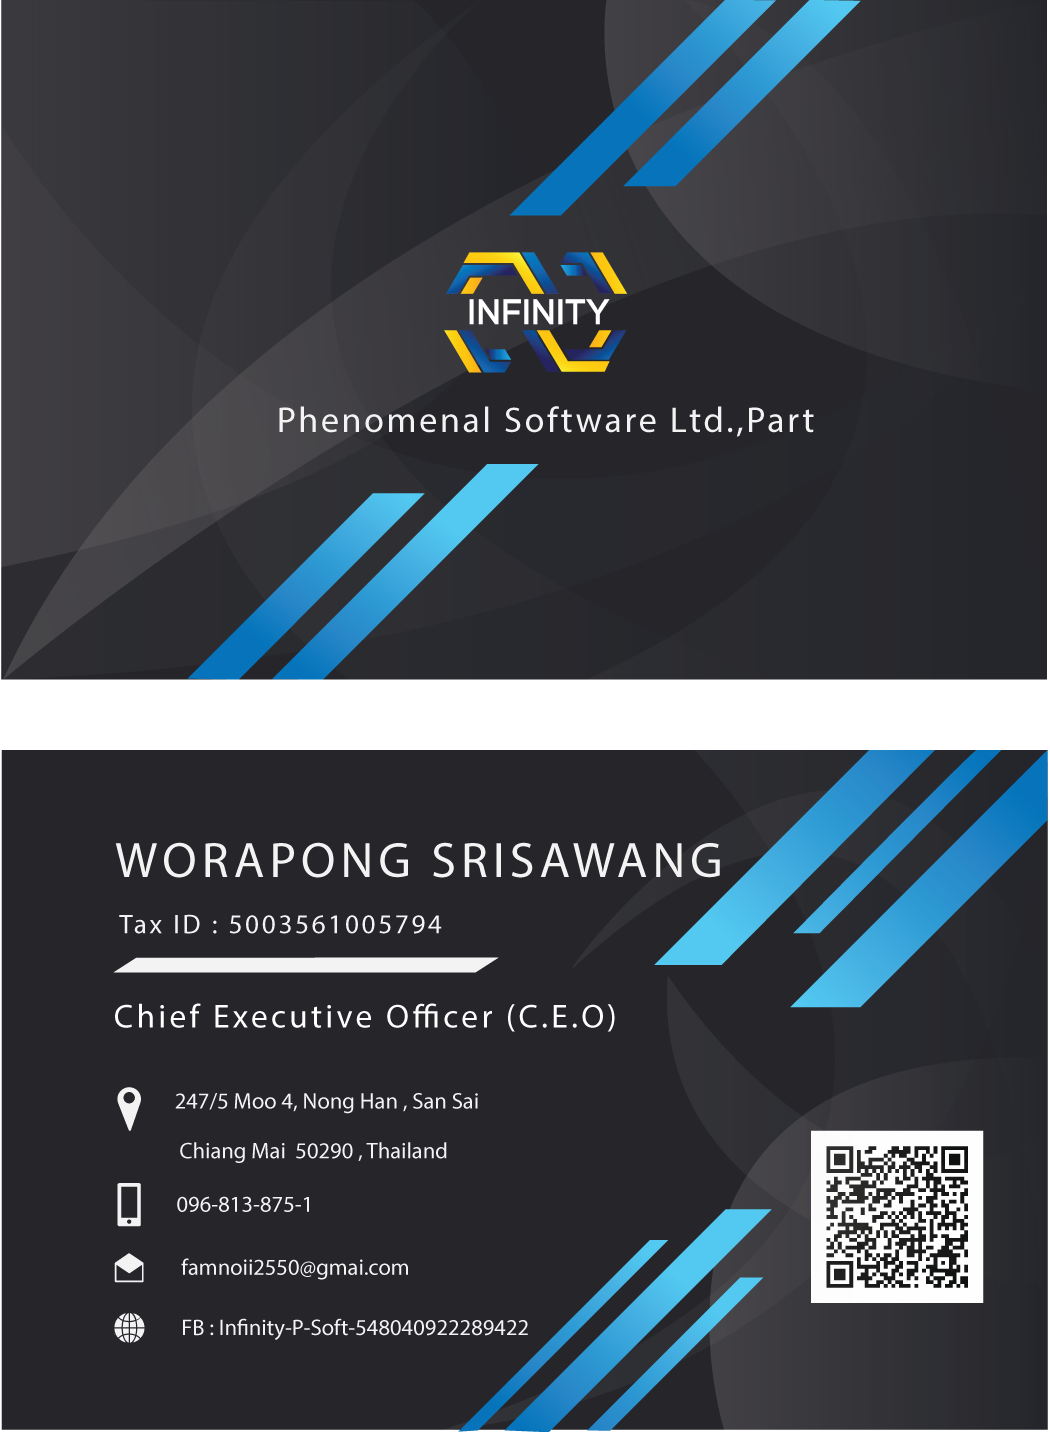 INFINITY
Phenomenal Software Ltd.,Part
WORAPONG SRISAWANG
Tax ID : 5003561005794
Chief Executive Officer (C.E.O)
247/5 Moo 4, Nong Han , San Sai
Chiang Mai  50290 , Thailand
096-813-875-1
famnoii2550@gmai.com
FB : Infinity-P-Soft-548040922289422